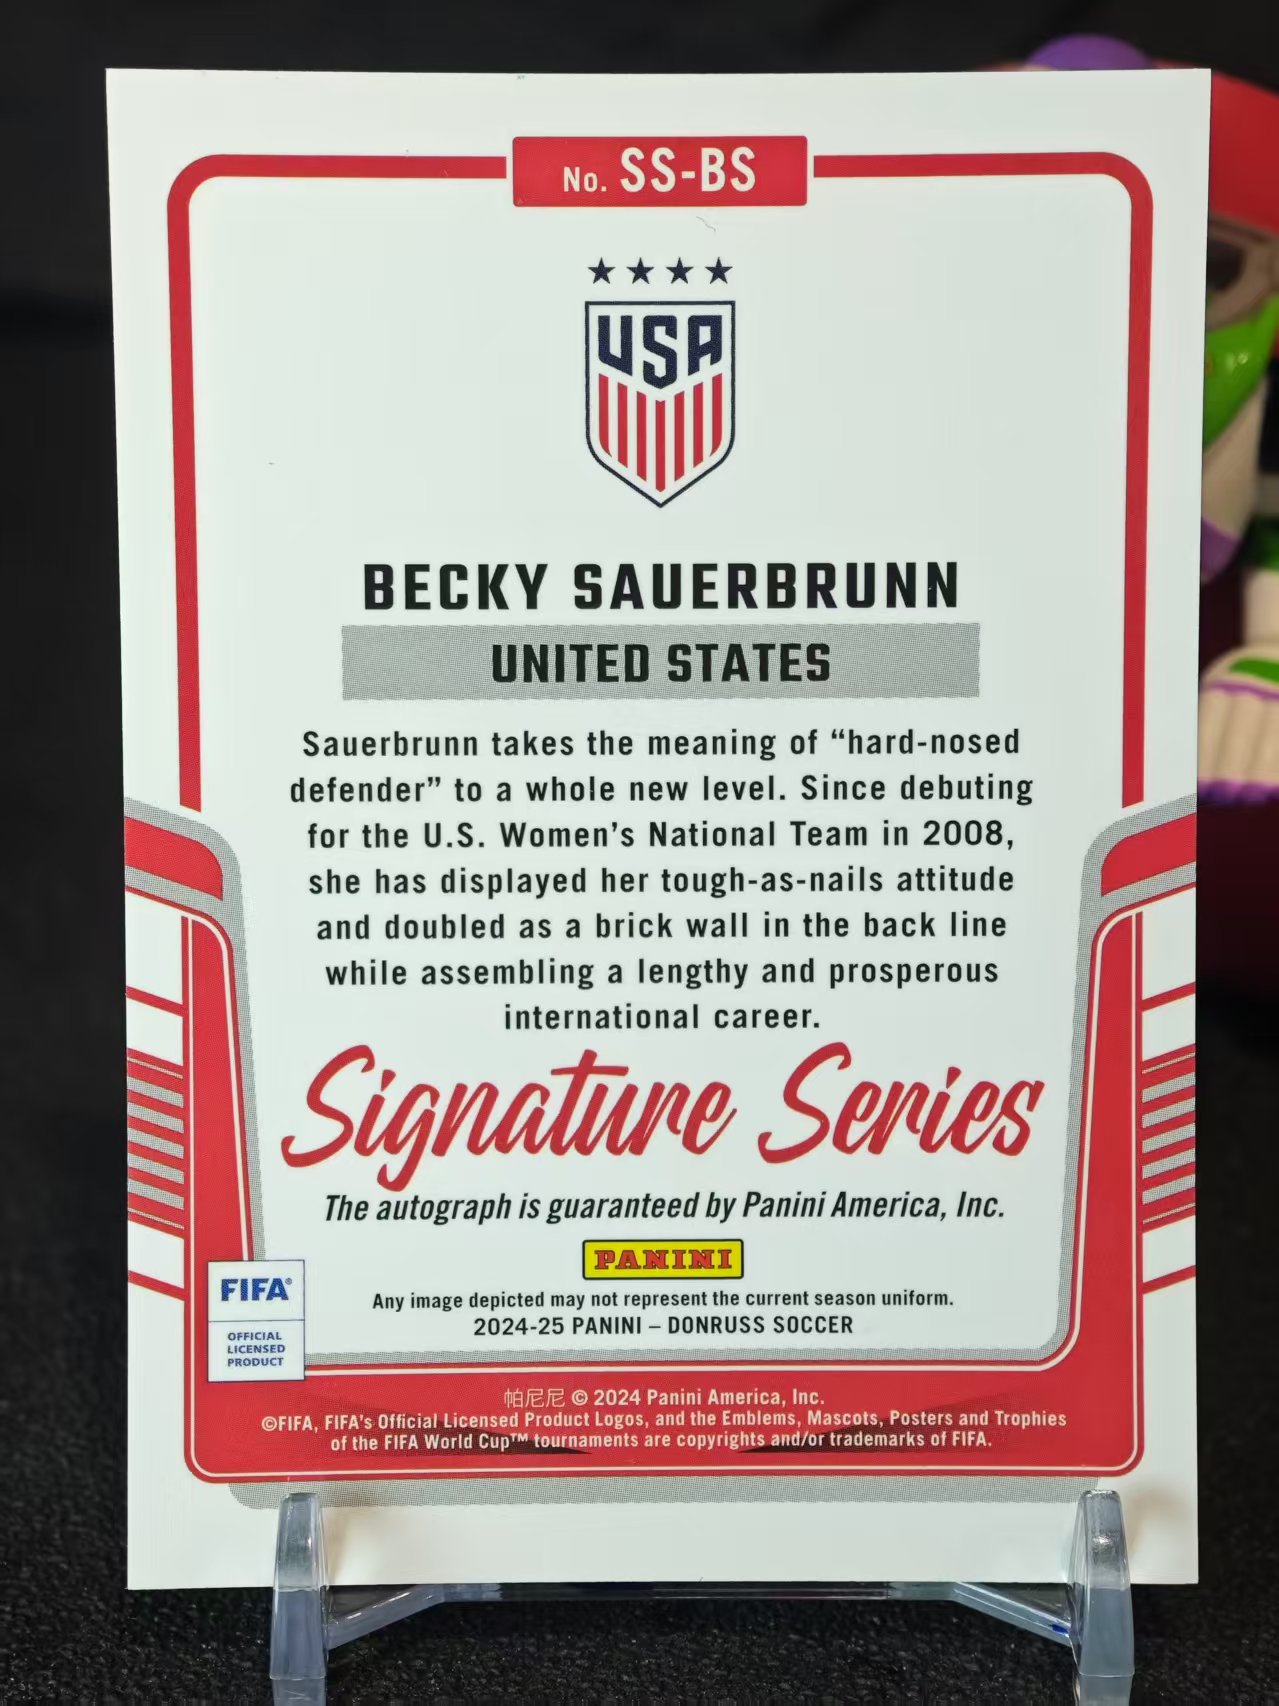 No. SS-BS
USA
BECKY SAUERBRUNN
UNITED STATES
Sauerbrunn takes the meaning of “hard-nosed
defender” to a whole new level. Since debuting
for the U.S. Women’s National Team in 2008,
she has displayed her tough-as-nails attitude
and doubled as a brick wall in the back line
while assembling a lengthy and prosperous
international career.
Signature Series
The autograph is guaranteed by Panini America, Inc.
PANINI
Any image depicted may not represent the current season uniform.
2024-25 PANINI – DONRUSS SOCCER
FIFA®
OFFICIAL
LICENSED
PRODUCT
帕尼尼 © 2024 Panini America, Inc.
©FIFA, FIFA’s Official Licensed Product Logos, and the Emblems, Mascots, Posters and Trophies
of the FIFA World Cup™ tournaments are copyrights and/or trademarks of FIFA.